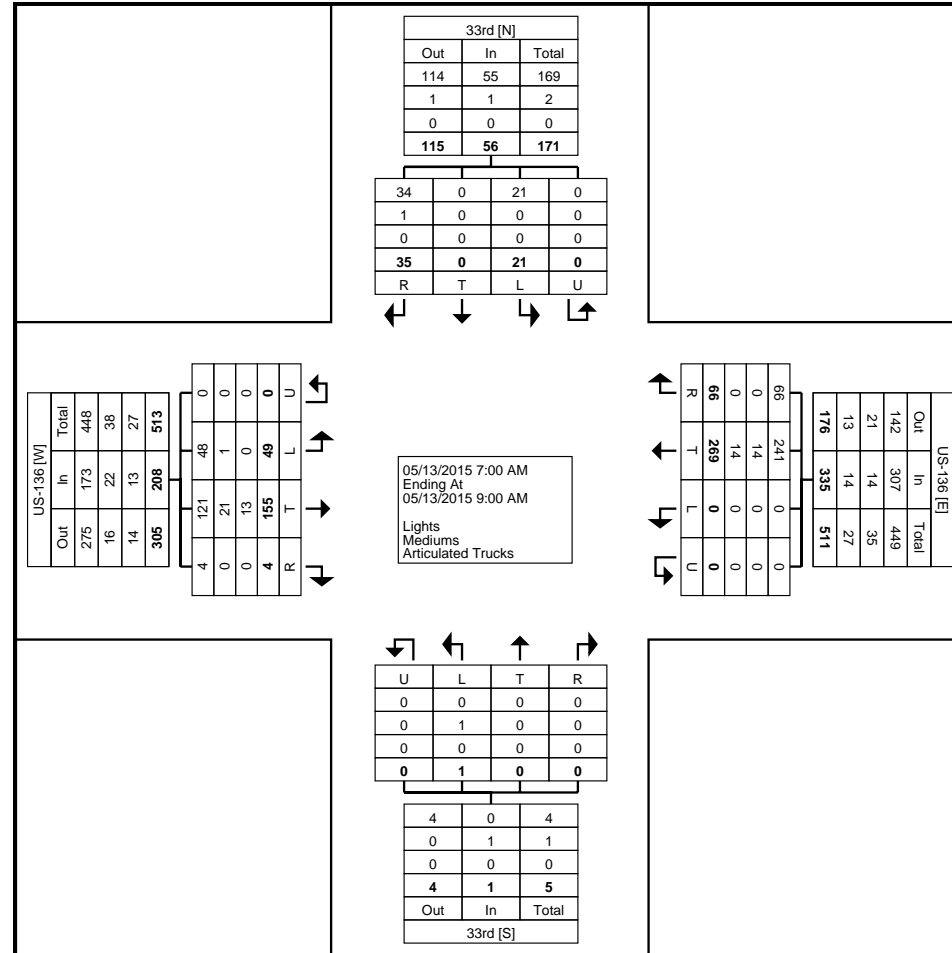 33rd [N]
Out In Total
114 55 169
1 1 2
0 0 0
115 56 171
34 0 21 0
1 0 0 0
0 0 0 0
35 0 21 0
R T L U
US-136 [W]
Total In Out
448 173 275
38 22 16
27 13 14
513 208 305
0 48 121 4
0 1 21 0
0 0 13 0
0 49 155 4
U L T R
05/13/2015 7:00 AM
Ending At
05/13/2015 9:00 AM
Lights
Mediums
Articulated Trucks
US-136 [E]
Out In Total
142 307 449
21 14 35
13 14 27
176 335 511
66 241 0 0
0 14 0 0
0 14 0 0
66 269 0 0
R T L U
U L T R
0 0 0 0
0 1 0 0
0 0 0 0
0 1 0 0
4 0 4
0 1 1
0 0 0
4 1 5
Out In Total
33rd [S]